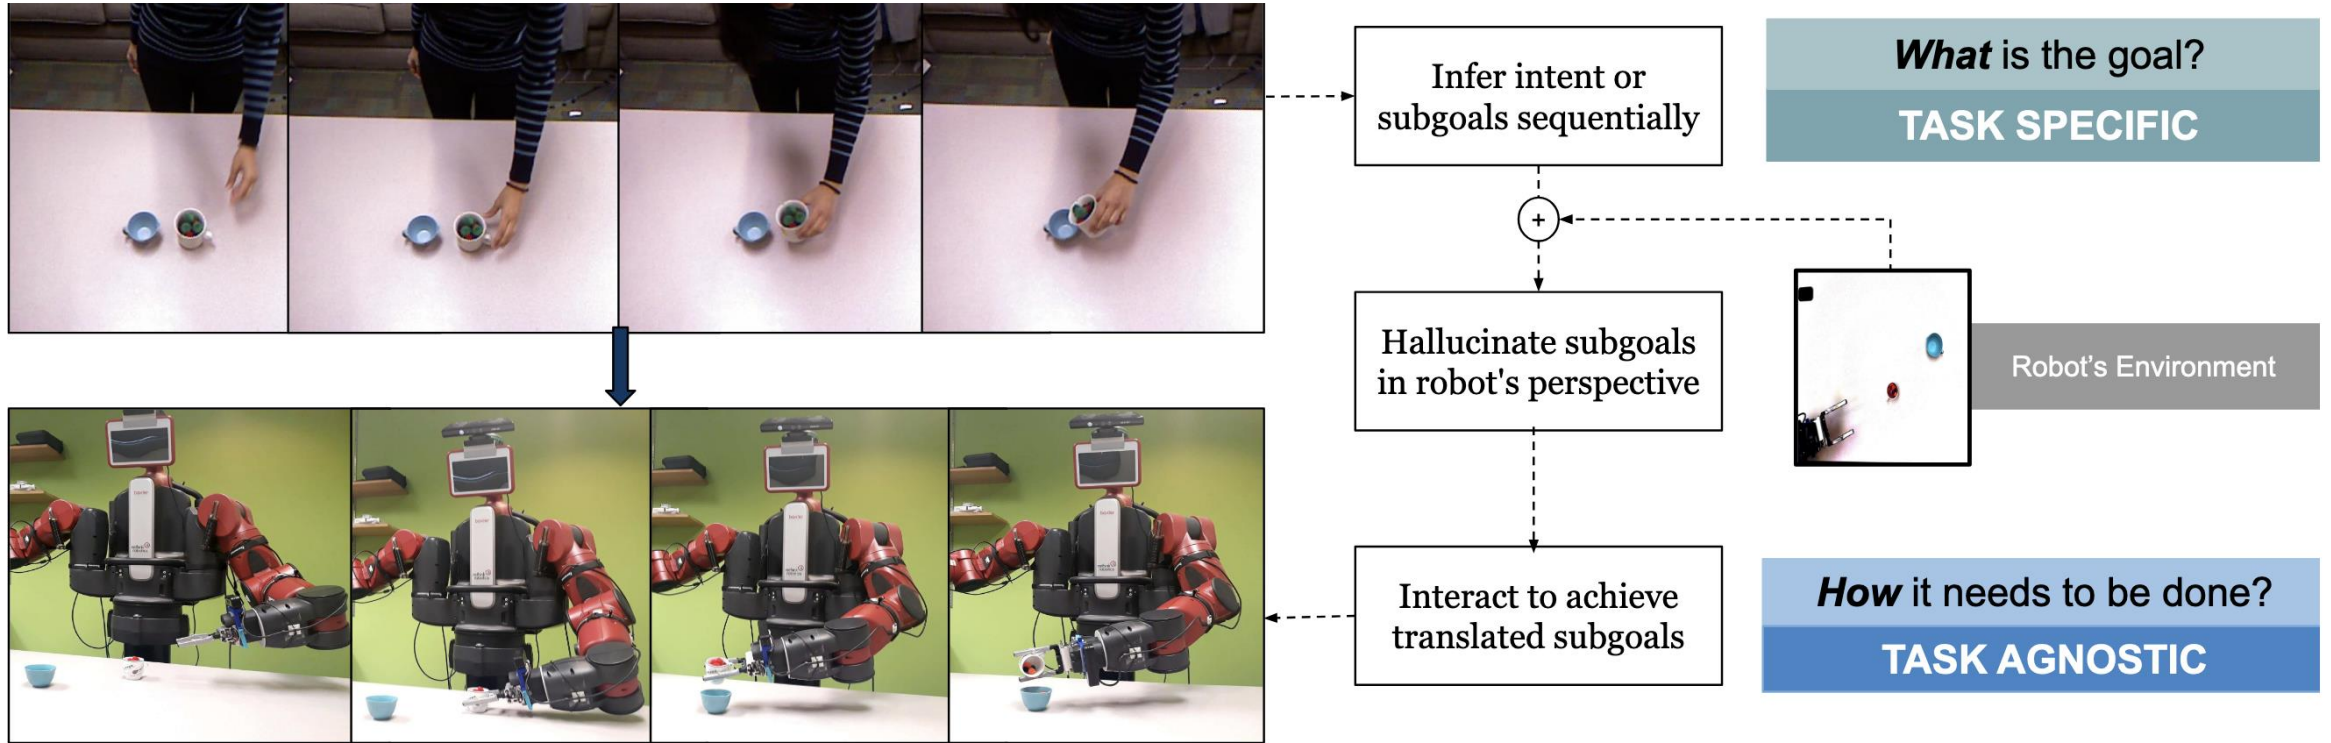 Infer intent or
subgoals sequentially
What is the goal?
TASK SPECIFIC
+
Hallucinate subgoals
in robot's perspective
Robot's Environment
Interact to achieve
translated subgoals
How it needs to be done?
TASK AGNOSTIC